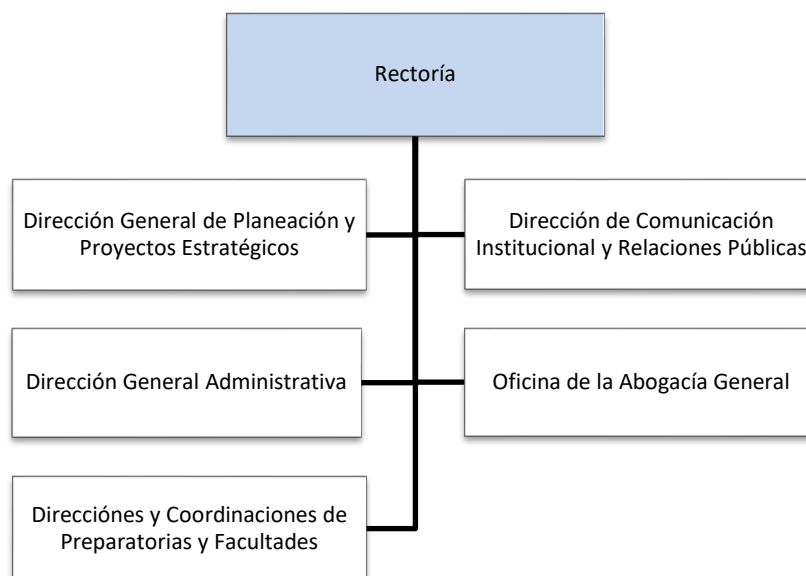 Rectoría
Dirección General de Planeación y
Proyectos Estratégicos
Dirección de Comunicación
Institucional y Relaciones Públicas
Dirección General Administrativa
Oficina de la Abogacía General
Direcciónes y Coordinaciones de
Preparatorias y Facultades